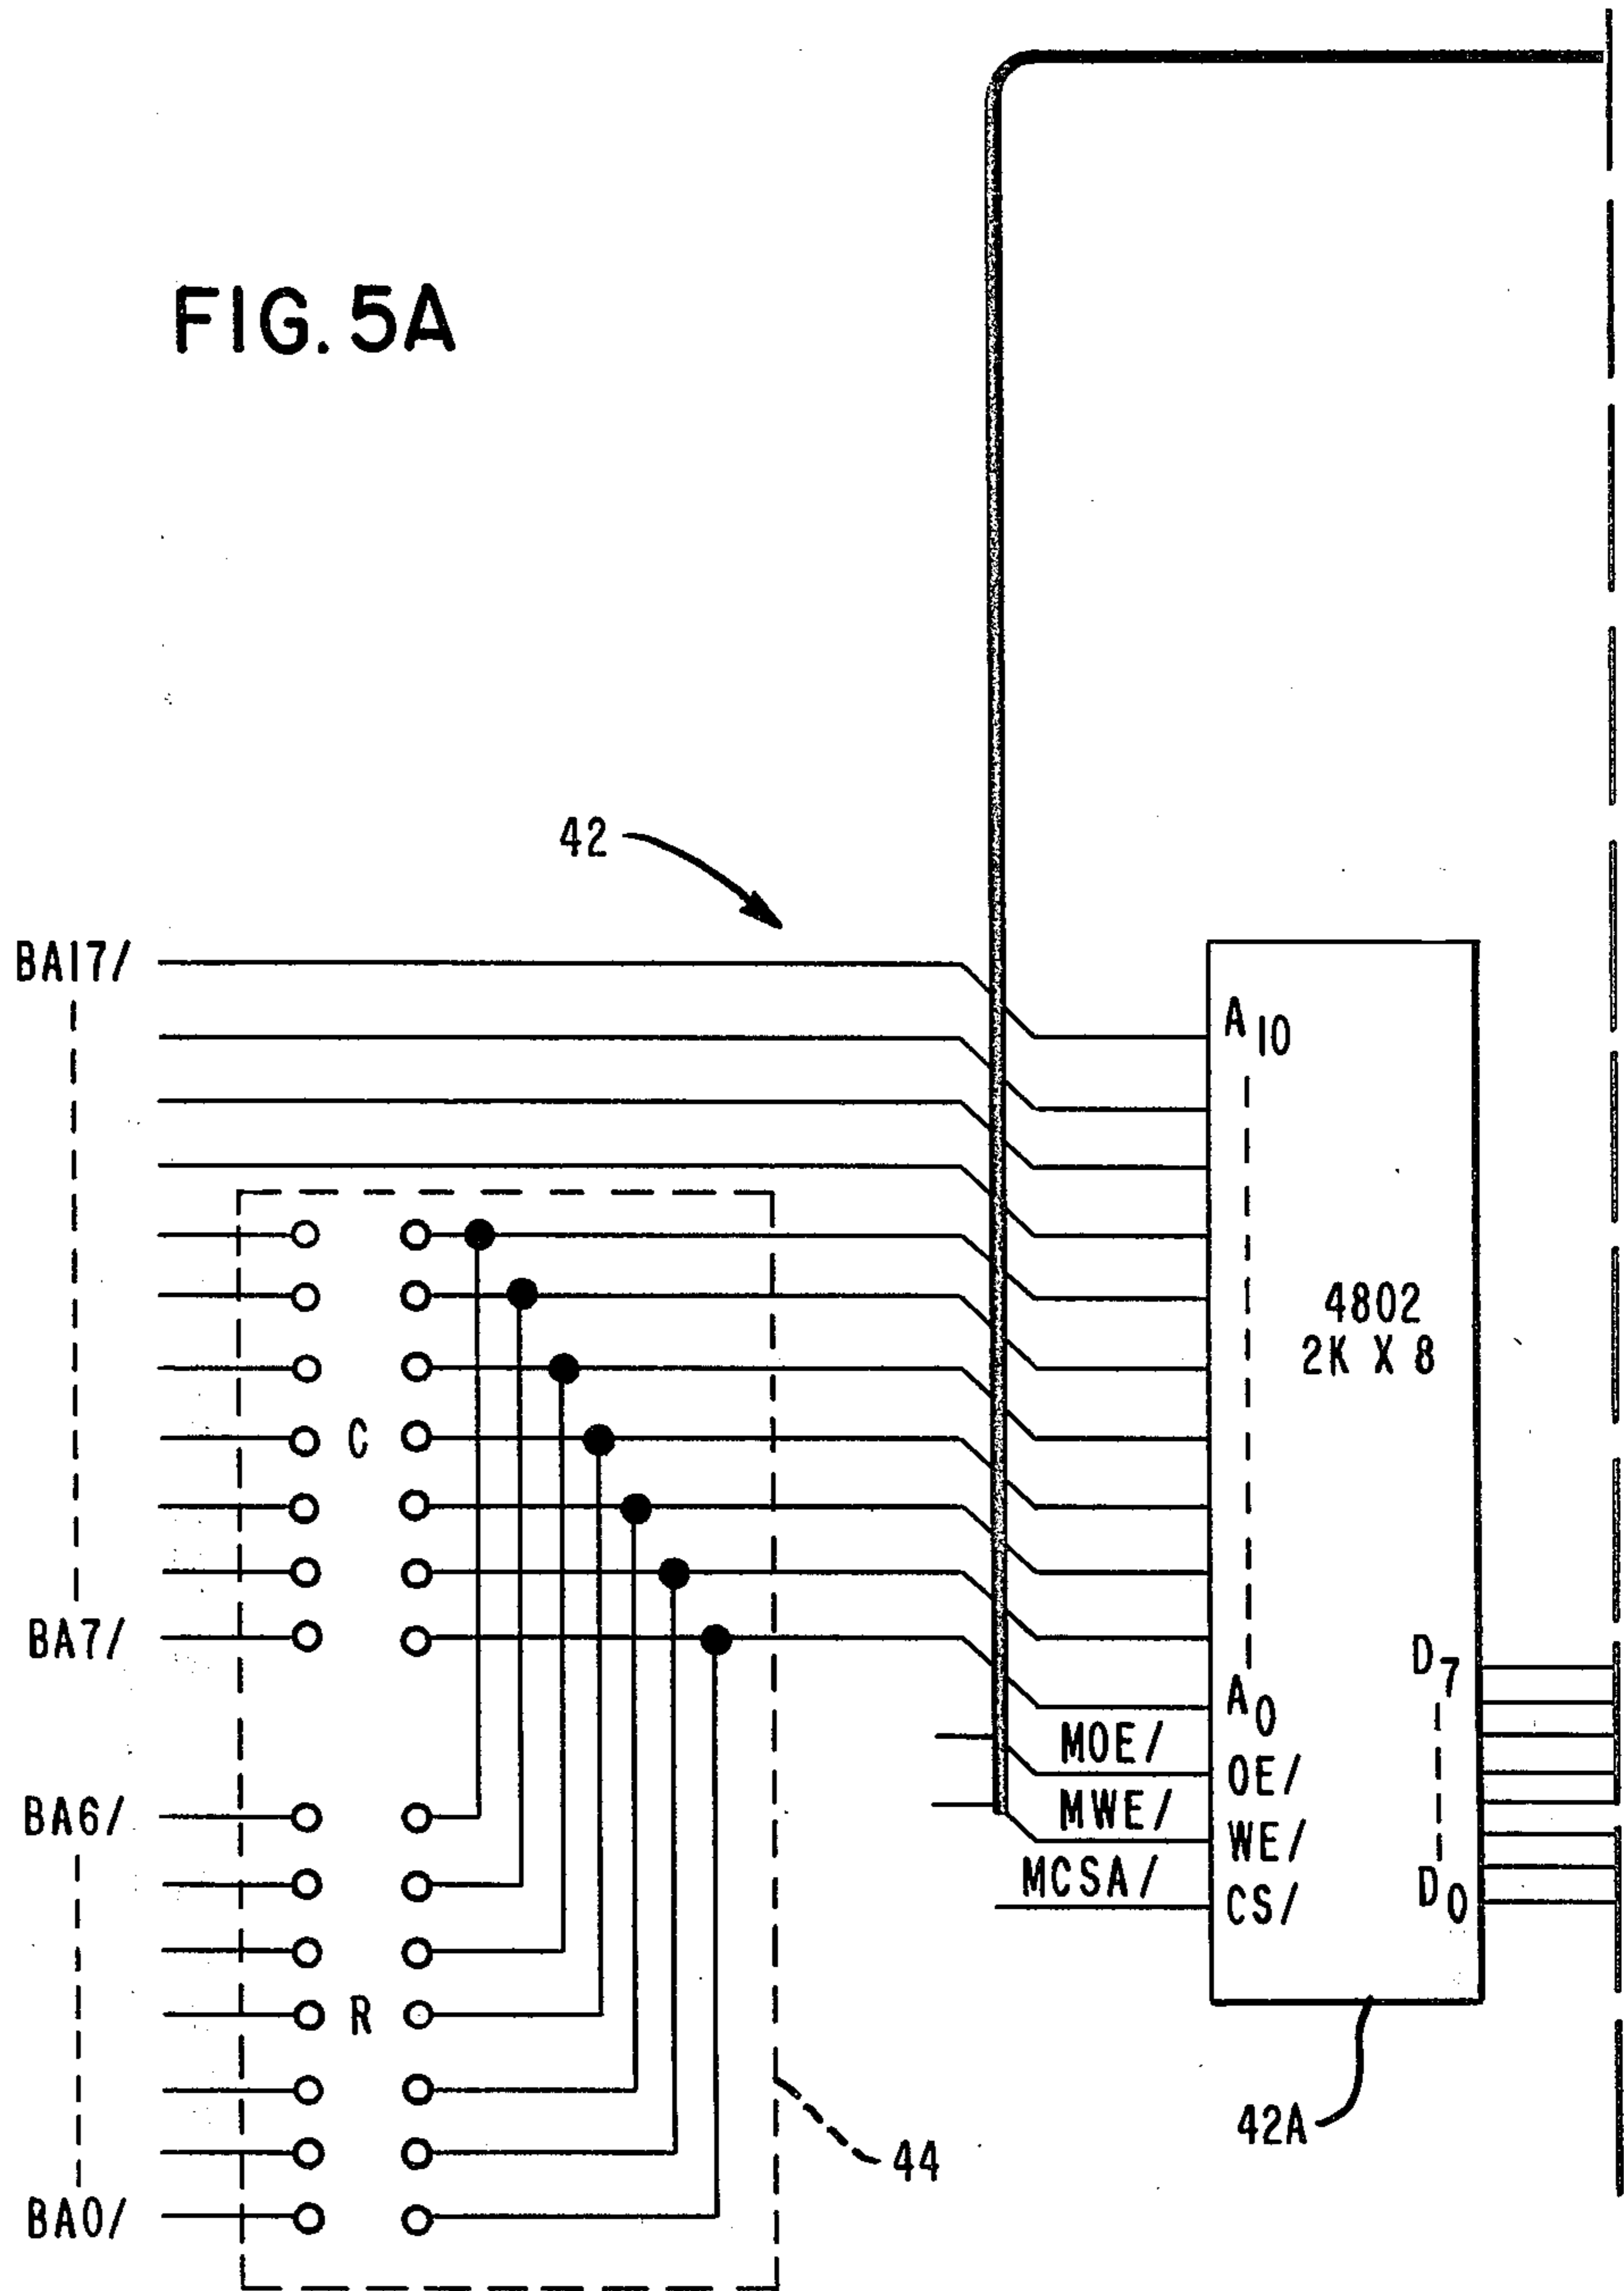 FIG. 5A
42
BA17/
A10
4802
2K X 8
C
BA7/
D7
A0
MOE/
OE/
BA6/
MWE/
WE/
MCSA/
D0
CS/
R
42A
44
BA0/